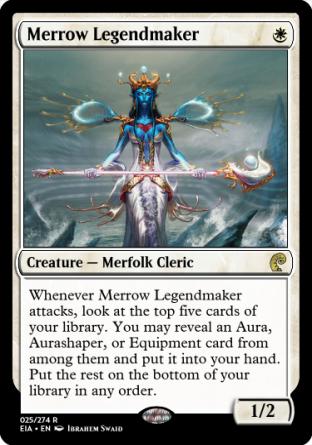 Merrow Legendmaker
Creature — Merfolk Cleric
Whenever Merrow Legendmaker
attacks, look at the top five cards of
your library. You may reveal an Aura,
Aurashaper, or Equipment card from
among them and put it into your hand.
Put the rest on the bottom of your
library in any order.
1/2
025/274 R
EIA • EN Ibrahem Swaid